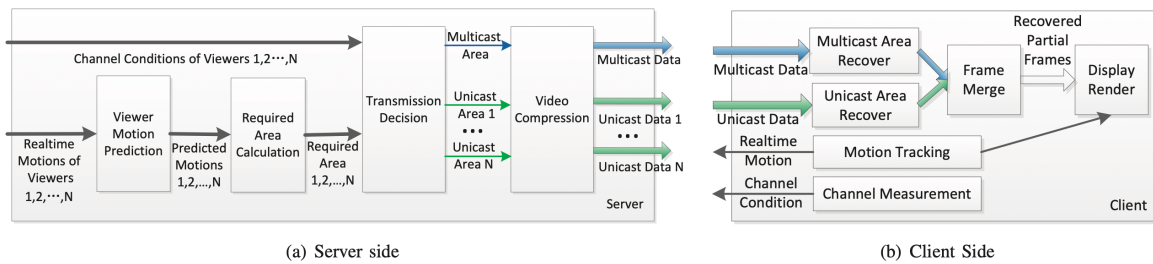 Channel Conditions of Viewers 1,2···,N
Realtime
Motions of
Viewers
1,2,···,N
Viewer
Motion
Prediction
Predicted
Motions
1,2,...,N
Required
Area
Calculation
Required
Area
1,2,...,N
Transmission
Decision
Multicast
Area
Unicast
Area 1
•••
Unicast
Area N
Video
Compression
Multicast Data
Unicast Data 1
•••
Unicast Data N
Server
(a) Server side
Multicast Data
Unicast Data
Realtime
Motion
Channel
Condition
Multicast Area
Recover
Unicast Area
Recover
Motion Tracking
Channel Measurement
Frame
Merge
Recovered
Partial
Frames
Display
Render
Client
(b) Client Side